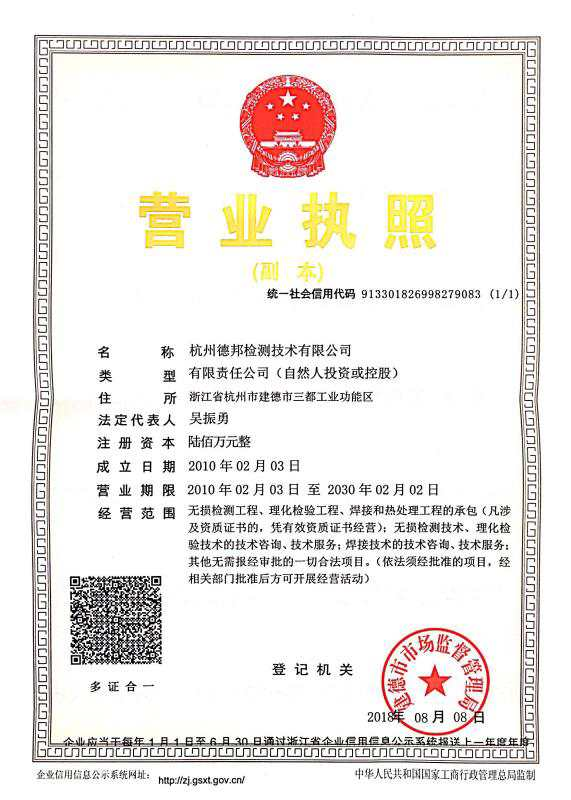 营业执照
(副 本)
统一社会信用代码 913301826998279083 (1/1)
名 称 杭州德邦检测技术有限公司
类 型 有限责任公司（自然人投资或控股）
住 所 浙江省杭州市建德市三都工业功能区
法定代表人 吴振勇
注册资本 陆佰万元整
成立日期 2010年02月03日
营业期限 2010年02月03日 至 2030年02月02日
经营范围 无损检测工程、理化检验工程、焊接和热处理工程的承包（凡涉
及资质证书的，凭有效资质证书经营）；无损检测技术、理化检
验技术的技术咨询、技术服务；焊接技术的技术咨询、技术服务；
其他无需报经审批的一切合法项目。（依法须经批准的项目，经
相关部门批准后方可开展经营活动）
多证合一
登记机关
建德市市场监督管理局
2018年 08月 08日
企业应当于每年1月1日至6月30日通过浙江省企业信用信息公示系统报送上一年度年度
企业信用信息公示系统网址： http://zj.gsxt.gov.cn/
中华人民共和国国家工商行政管理总局监制